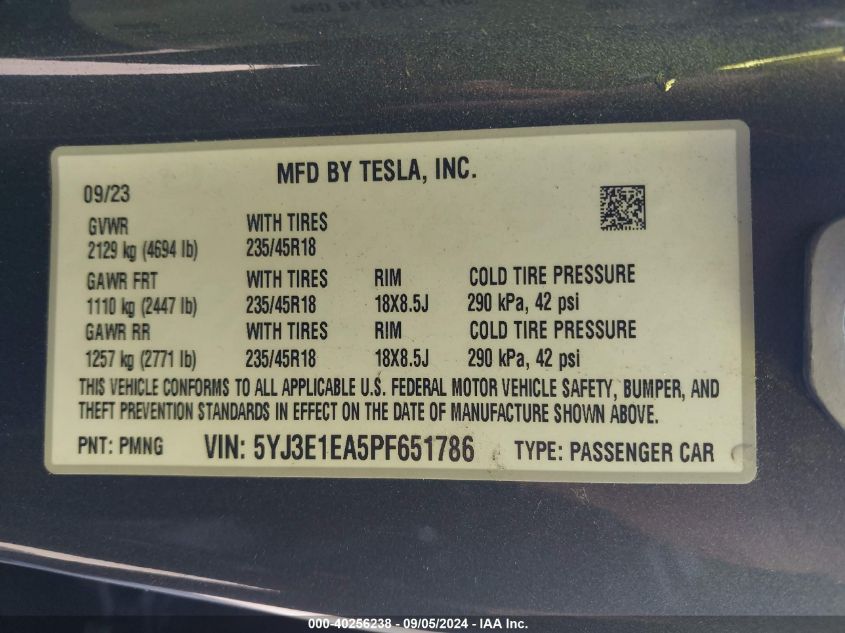 MFD BY TESLA, INC.
09/23
GVWR WITH TIRES
2129 kg (4694 lb) 235/45R18
GAWR FRT WITH TIRES RIM COLD TIRE PRESSURE
1110 kg (2447 lb) 235/45R18 18X8.5J 290 kPa, 42 psi
GAWR RR WITH TIRES RIM COLD TIRE PRESSURE
1257 kg (2771 lb) 235/45R18 18X8.5J 290 kPa, 42 psi
THIS VEHICLE CONFORMS TO ALL APPLICABLE U.S. FEDERAL MOTOR VEHICLE SAFETY, BUMPER, AND
THEFT PREVENTION STANDARDS IN EFFECT ON THE DATE OF MANUFACTURE SHOWN ABOVE.
PNT: PMNG VIN: 5YJ3E1EA5PF651786 TYPE: PASSENGER CAR
000-40256238 - 09/05/2024 - IAA Inc.